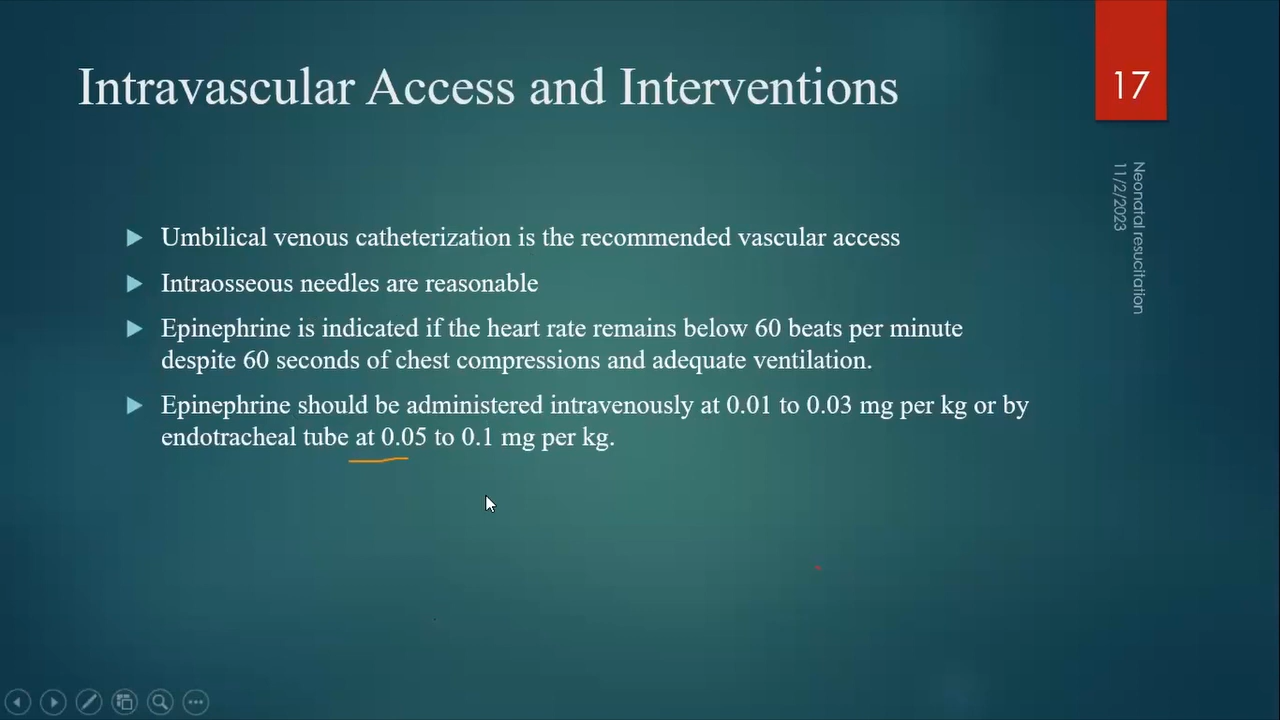 Intravascular Access and Interventions
17
Neonatal resucitation
11/2/2023
Umbilical venous catheterization is the recommended vascular access
Intraosseous needles are reasonable
Epinephrine is indicated if the heart rate remains below 60 beats per minute
despite 60 seconds of chest compressions and adequate ventilation.
Epinephrine should be administered intravenously at 0.01 to 0.03 mg per kg or by
endotracheal tube at 0.05 to 0.1 mg per kg.